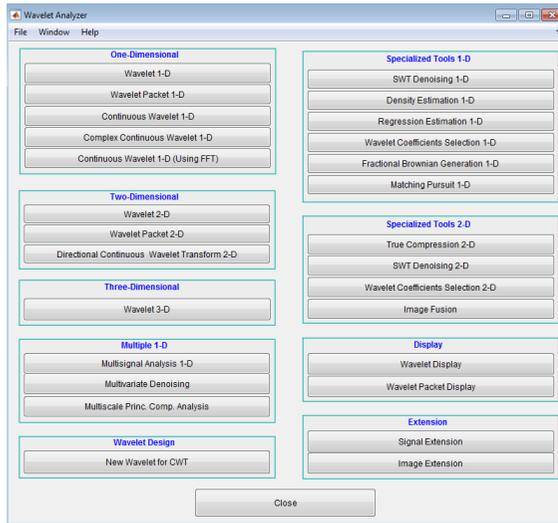 Wavelet Analyzer
File Window Help
One-Dimensional
Wavelet 1-D
Wavelet Packet 1-D
Continuous Wavelet 1-D
Complex Continuous Wavelet 1-D
Continuous Wavelet 1-D (Using FFT)
Two-Dimensional
Wavelet 2-D
Wavelet Packet 2-D
Directional Continuous Wavelet Transform 2-D
Three-Dimensional
Wavelet 3-D
Multiple 1-D
Multisignal Analysis 1-D
Multivariate Denoising
Multiscale Princ. Comp. Analysis
Wavelet Design
New Wavelet for CWT
Specialized Tools 1-D
SWT Denoising 1-D
Density Estimation 1-D
Regression Estimation 1-D
Wavelet Coefficients Selection 1-D
Fractional Brownian Generation 1-D
Matching Pursuit 1-D
Specialized Tools 2-D
True Compression 2-D
SWT Denoising 2-D
Wavelet Coefficients Selection 2-D
Image Fusion
Display
Wavelet Display
Wavelet Packet Display
Extension
Signal Extension
Image Extension
Close